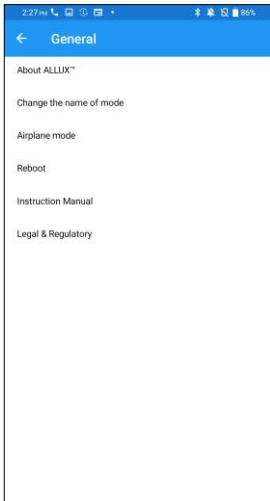 2:27 PM 86%
General
About ALLUX™
Change the name of mode
Airplane mode
Reboot
Instruction Manual
Legal & Regulatory